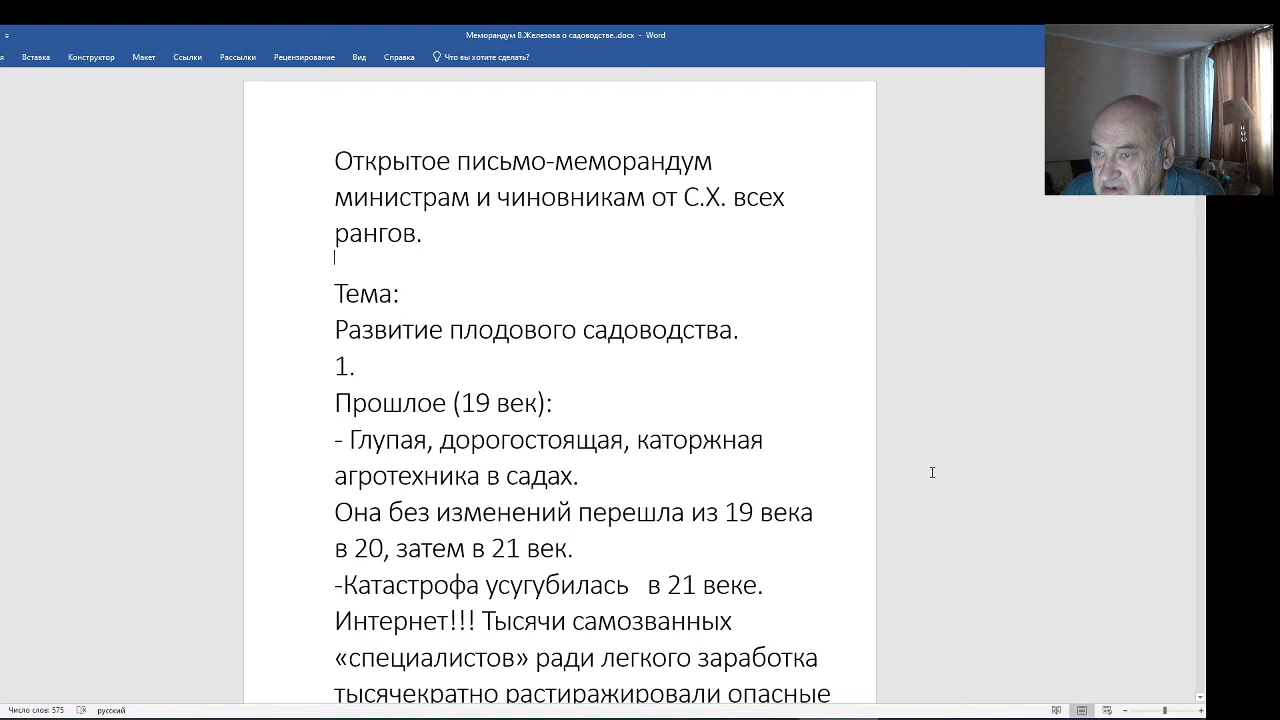 Меморандум В.Железова о садоводстве..docx - Word
я Вставка Конструктор Макет Ссылки Рассылки Рецензирование Вид Справка Что вы хотите сделать?
Открытое письмо-меморандум
министрам и чиновникам от С.Х. всех
рангов.
Тема:
Развитие плодового садоводства.
1.
Прошлое (19 век):
- Глупая, дорогостоящая, каторжная
агротехника в садах.
Она без изменений перешла из 19 века
в 20, затем в 21 век.
-Катастрофа усугубилась в 21 веке.
Интернет!!! Тысячи самозванных
«специалистов» ради легкого заработка
тысячекратно растиражировали опасные
Число слов: 575 русский